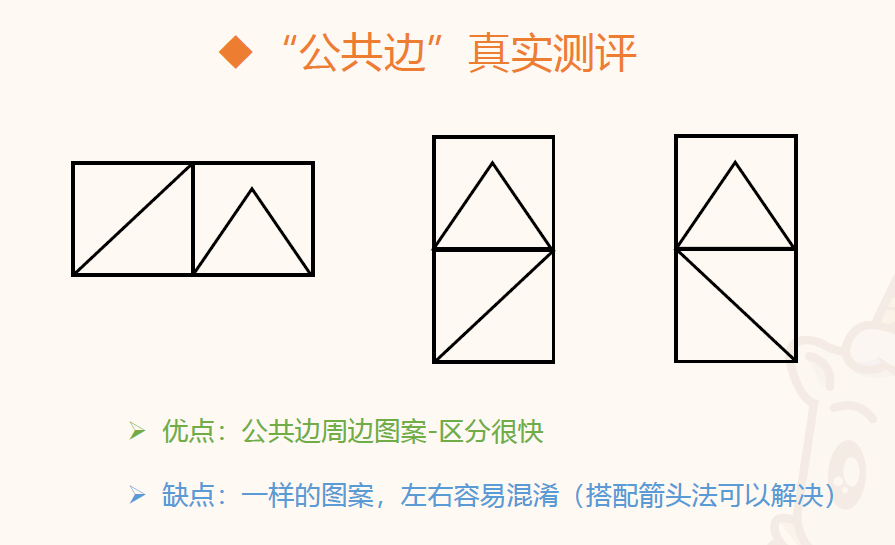 “公共边”真实测评
优点：公共边周边图案-区分很快
缺点：一样的图案，左右容易混淆（搭配箭头法可以解决）